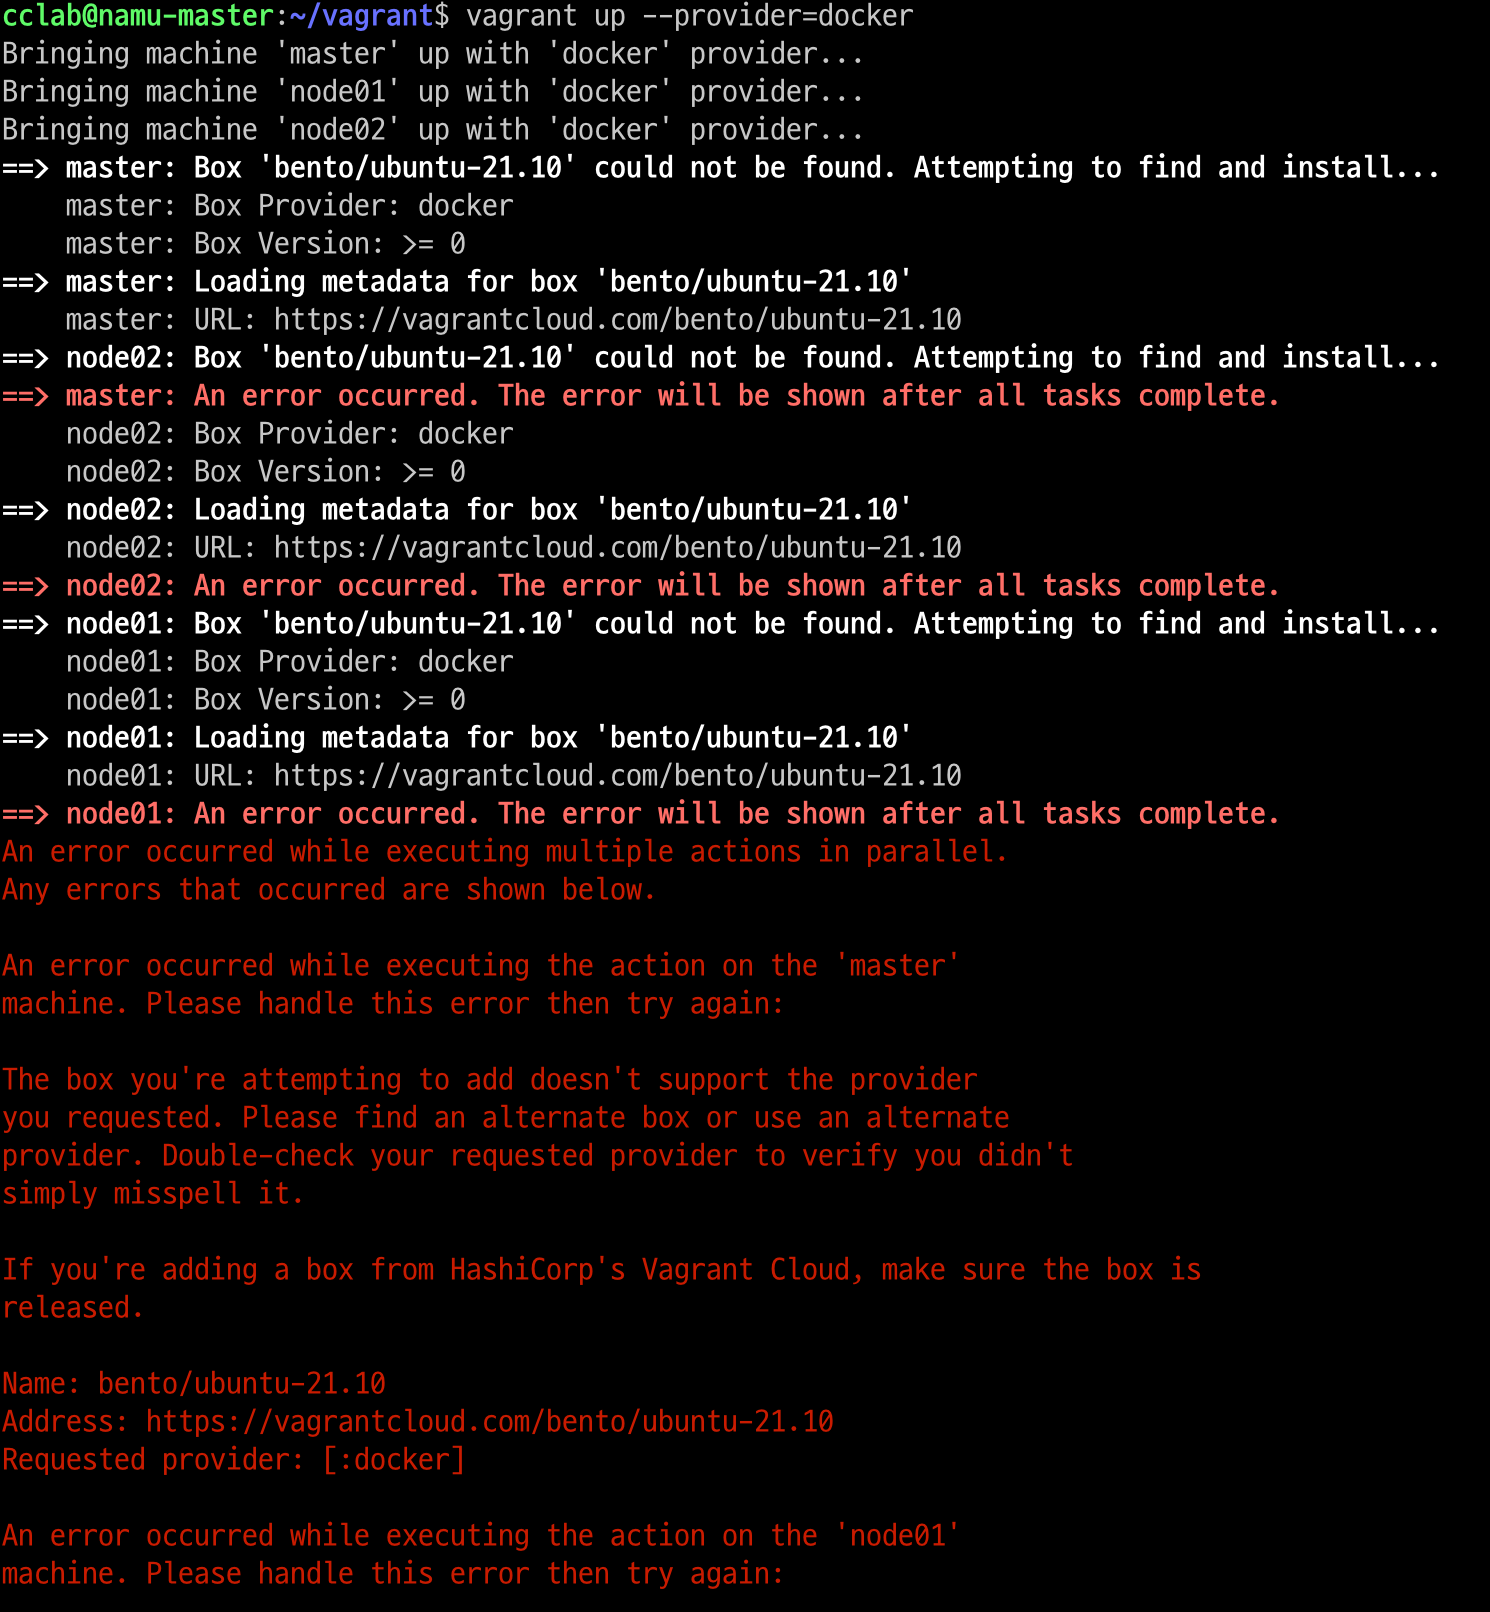 cclab@namu-master:~/vagrant$ vagrant up --provider=docker
Bringing machine 'master' up with 'docker' provider...
Bringing machine 'node01' up with 'docker' provider...
Bringing machine 'node02' up with 'docker' provider...
==> master: Box 'bento/ubuntu-21.10' could not be found. Attempting to find and install...
    master: Box Provider: docker
    master: Box Version: >= 0
==> master: Loading metadata for box 'bento/ubuntu-21.10'
    master: URL: https://vagrantcloud.com/bento/ubuntu-21.10
==> node02: Box 'bento/ubuntu-21.10' could not be found. Attempting to find and install...
==> master: An error occurred. The error will be shown after all tasks complete.
    node02: Box Provider: docker
    node02: Box Version: >= 0
==> node02: Loading metadata for box 'bento/ubuntu-21.10'
    node02: URL: https://vagrantcloud.com/bento/ubuntu-21.10
==> node02: An error occurred. The error will be shown after all tasks complete.
==> node01: Box 'bento/ubuntu-21.10' could not be found. Attempting to find and install...
    node01: Box Provider: docker
    node01: Box Version: >= 0
==> node01: Loading metadata for box 'bento/ubuntu-21.10'
    node01: URL: https://vagrantcloud.com/bento/ubuntu-21.10
==> node01: An error occurred. The error will be shown after all tasks complete.
An error occurred while executing multiple actions in parallel.
Any errors that occurred are shown below.

An error occurred while executing the action on the 'master'
machine. Please handle this error then try again:

The box you're attempting to add doesn't support the provider
you requested. Please find an alternate box or use an alternate
provider. Double-check your requested provider to verify you didn't
simply misspell it.

If you're adding a box from HashiCorp's Vagrant Cloud, make sure the box is
released.

Name: bento/ubuntu-21.10
Address: https://vagrantcloud.com/bento/ubuntu-21.10
Requested provider: [:docker]

An error occurred while executing the action on the 'node01'
machine. Please handle this error then try again: